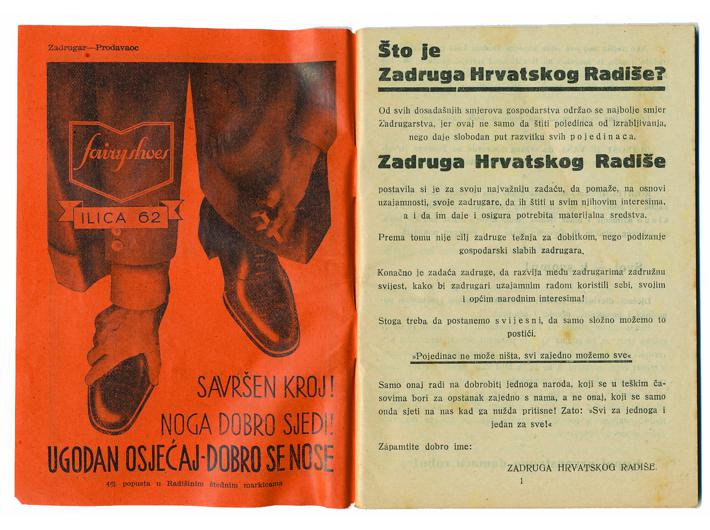 Zadrugar—Prodavaoc
fairyshoes
ILICA 62
SAVRŠEN KROJ!
NOGA DOBRO SJEDI!
UGODAN OSJEĆAJ-DOBRO SE NOSE
4% popusta u Radišinim štednim markicama
Što je
Zadruga Hrvatskog Radiše?
Od svih dosadašnjih smjerova gospodarstva održao se najbolje smjer
Zadrugarstva, jer ovaj ne samo da štiti pojedinca od izrabljivanja,
nego daje slobodan put razvitku svih pojedinaca.
Zadruga Hrvatskog Radiše
postavila si je za svoju najvažniju zadaću, da pomaže, na osnovi
uzajamnosti, svoje zadrugare, da ih štiti u svim njihovim interesima,
a i da im daje i osigura potrebita materijalna sredstva.
Prema tomu nije cilj zadruge težnja za dobitkom, nego podizanje
gospodarski slabih zadrugara.
Konačno je zadaća zadruge, da razvija među zadrugarima zadružnu
svijest, kako bi zadrugari uzajamnim radom koristili sebi, svojim
i općim narodnim interesima!
Stoga treba da postanemo svijesni, da samo složno možemo to
postići.
»Pojedinac ne može ništa, svi zajedno možemo sve«
Samo onaj radi na dobrobiti jednoga naroda, koji se u teškim ča-
sovima bori za opstanak zajedno s nama, a ne onaj, koji se samo
onda sjeti na nas kad ga nužda pritisne! Zato: »Svi za jednoga i
jedan za sve!«
Zapamtite dobro ime:
ZADRUGA HRVATSKOG RADIŠE.
1